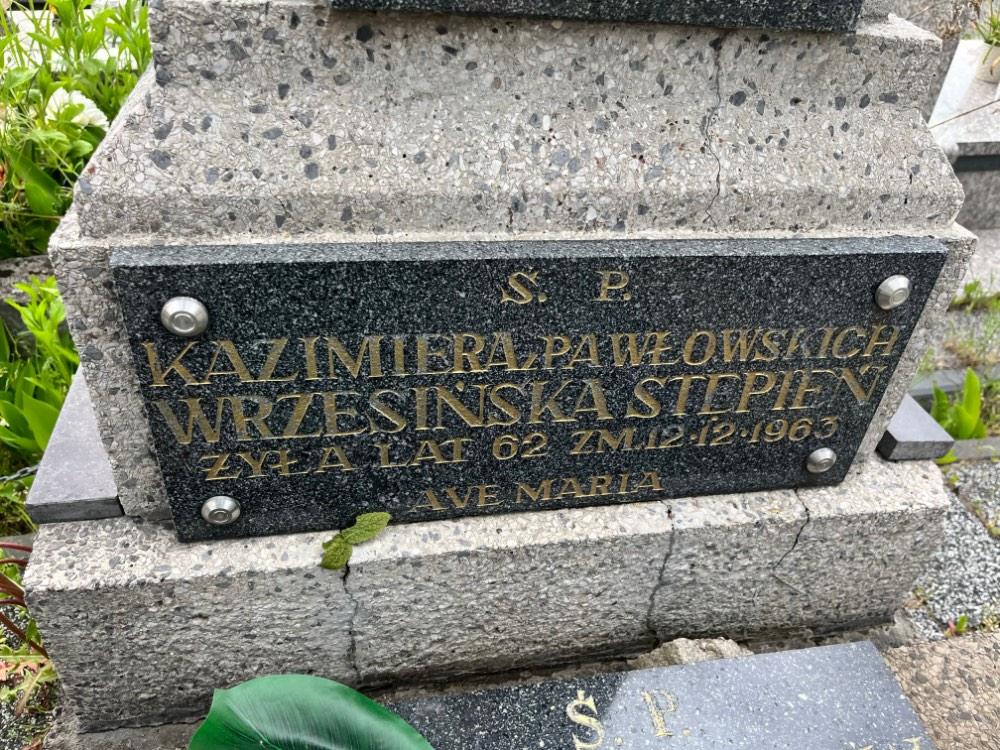 Ś. P.
KAZIMIERA, PAWŁOWSKICH
WRZESIŃSKA STĘPIEŃ
ŻYŁA LAT 62 ZM. 12·12·1963
AVE MARIA
Ś P.